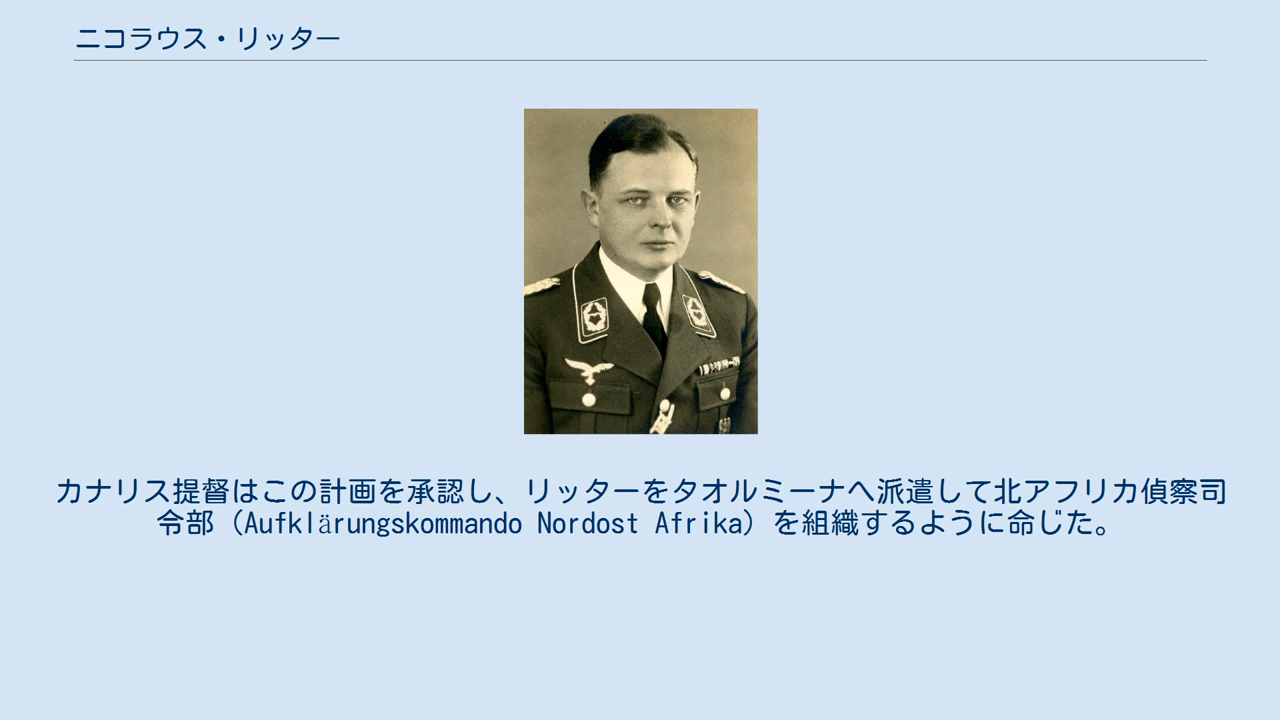 ニコラウス・リッター
カナリス提督はこの計画を承認し、リッターをタオルミーナへ派遣して北アフリカ偵察司
令部（Aufklärungskommando Nordost Afrika）を組織するように命じた。